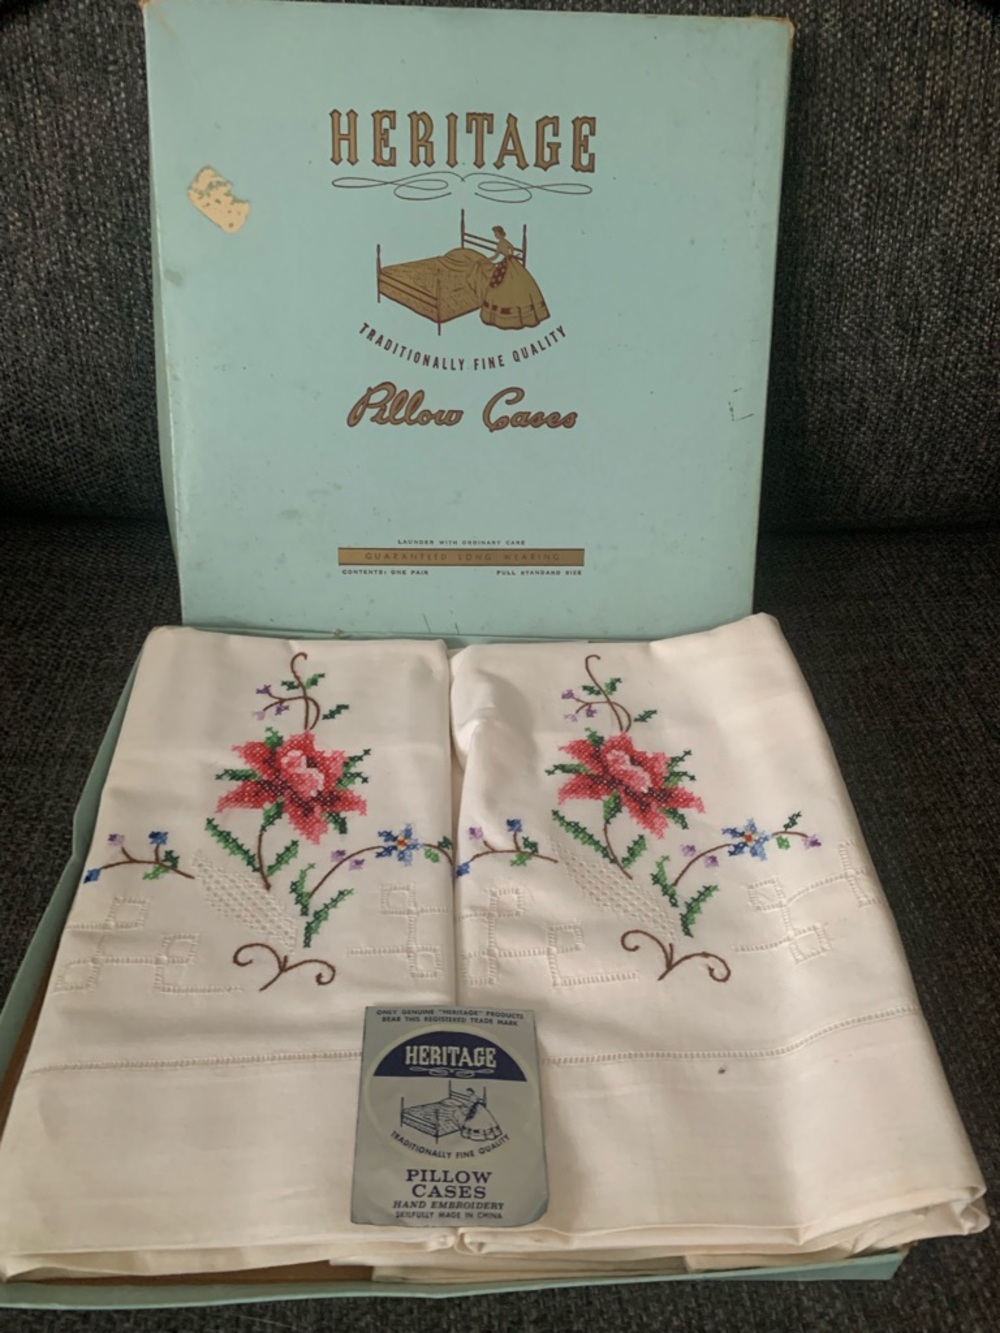 HERITAGE
TRADITIONALLY FINE QUALITY
Pillow Cases
LAUNDER WITH ORDINARY CARE
GUARANTEED LONG WEARING
CONTENTS: ONE PAIR FULL STANDARD SIZE
ONLY GENUINE "HERITAGE" PRODUCTS
BEAR THIS REGISTERED TRADE MARK
HERITAGE
TRADITIONALLY FINE QUALITY
PILLOW
CASES
HAND EMBROIDERY
SKILFULLY MADE IN CHINA